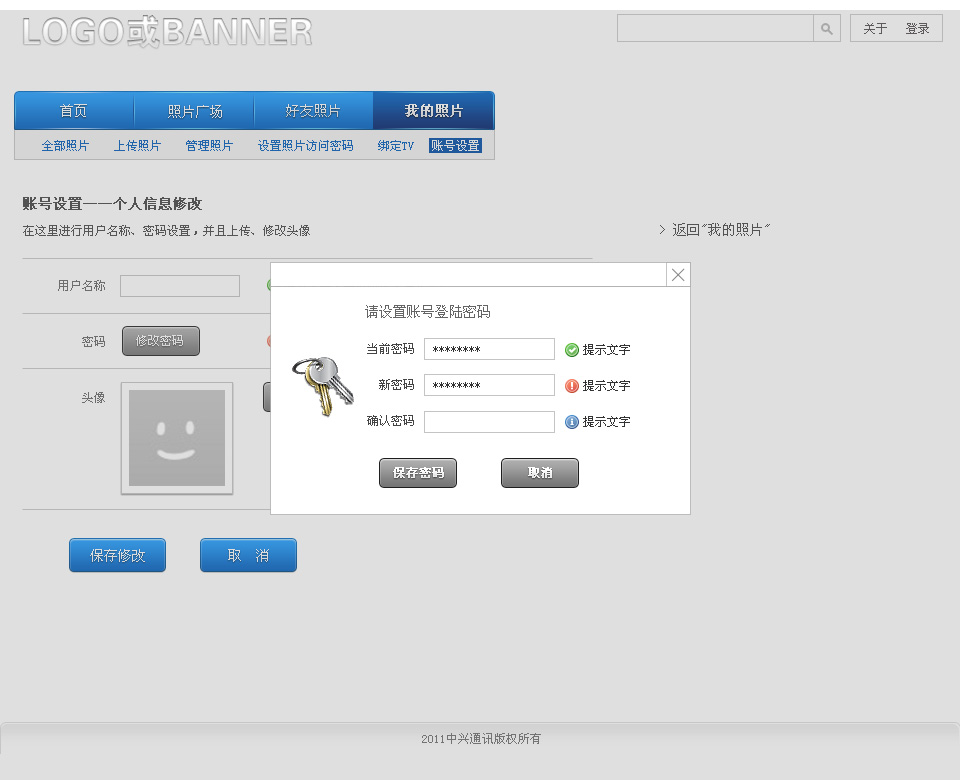 LOGO或BANNER
关于 登录
首页 照片广场 好友照片 我的照片
全部照片 上传照片 管理照片 设置照片访问密码 绑定TV 账号设置
账号设置——个人信息修改
在这里进行用户名称、密码设置，并且上传、修改头像
> 返回"我的照片"
用户名称
密码 修改密码
头像
请设置账号登陆密码
当前密码 ******** 提示文字
新密码 ******** 提示文字
确认密码 提示文字
保存密码 取消
保存修改 取 消
2011中兴通讯版权所有